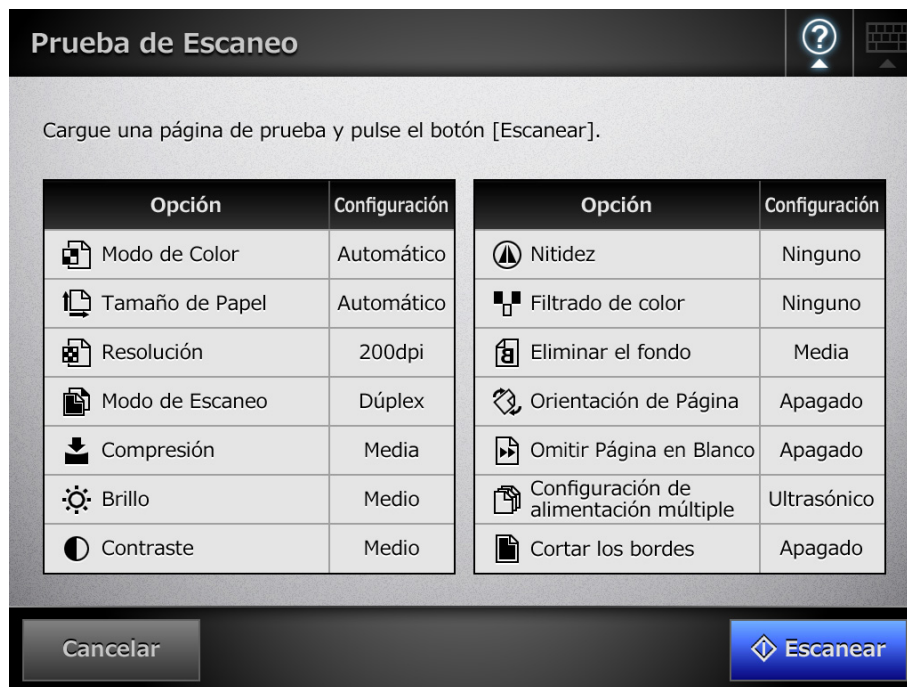 Prueba de Escaneo
Cargue una página de prueba y pulse el botón [Escanear].
Opción Configuración
Modo de Color Automático
Tamaño de Papel Automático
Resolución 200dpi
Modo de Escaneo Dúplex
Compresión Media
Brillo Medio
Contraste Medio
Opción Configuración
Nitidez Ninguno
Filtrado de color Ninguno
Eliminar el fondo Media
Orientación de Página Apagado
Omitir Página en Blanco Apagado
Configuración de
alimentación múltiple Ultrasónico
Cortar los bordes Apagado
Cancelar
Escanear